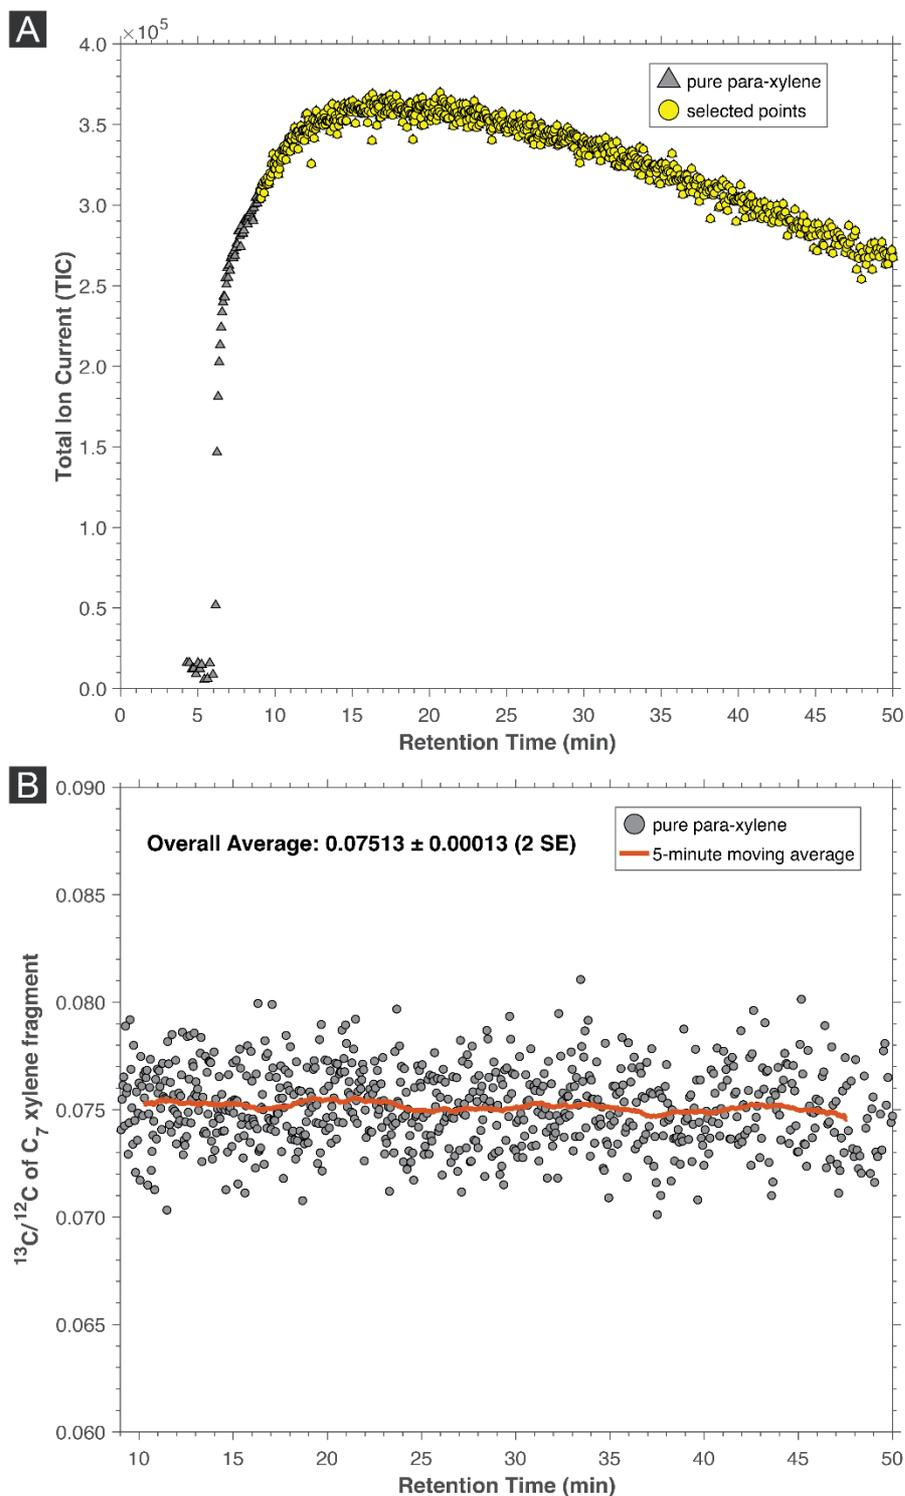 A
×10⁵
4.0
3.5
3.0
2.5
2.0
1.5
1.0
0.5
0.0
Total Ion Current (TIC)
pure para-xylene
selected points
0 5 10 15 20 25 30 35 40 45 50
Retention Time (min)
B
0.090
0.085
0.080
0.075
0.070
0.065
0.060
¹³C/¹²C of C₇ xylene fragment
Overall Average: 0.07513 ± 0.00013 (2 SE)
pure para-xylene
5-minute moving average
10 15 20 25 30 35 40 45 50
Retention Time (min)